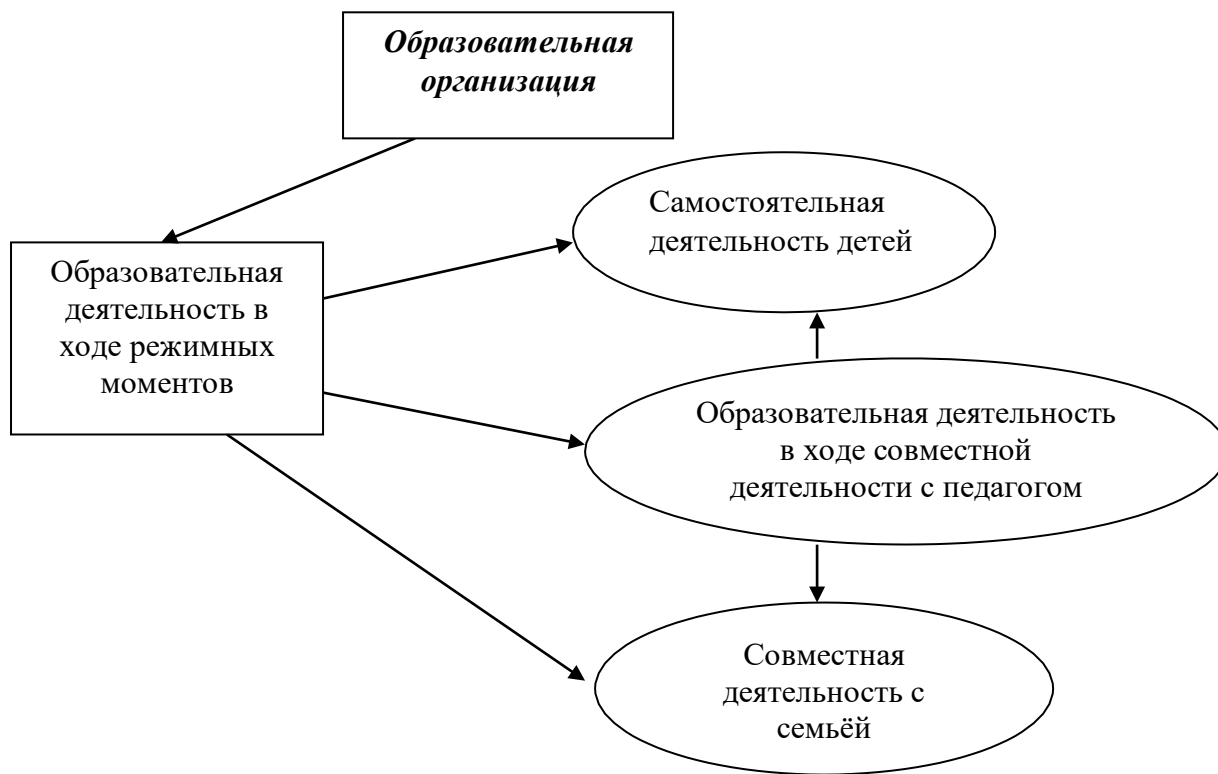 Образовательная
организация
Самостоятельная
деятельность детей
Образовательная
деятельность в
ходе режимных
моментов
Образовательная деятельность
в ходе совместной
деятельности с педагогом
Совместная
деятельность с
семьёй